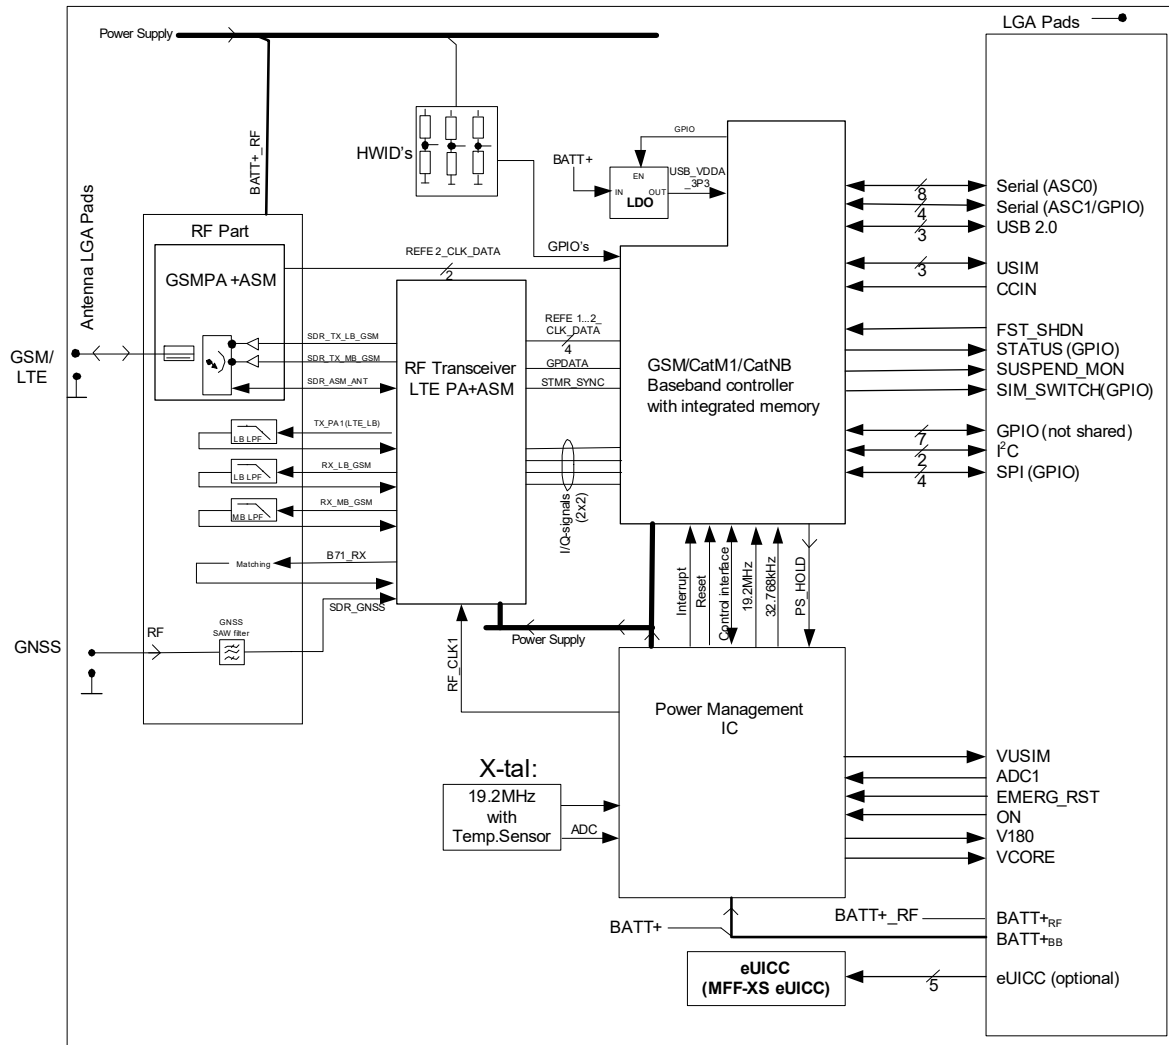 LGA Pads
Power Supply
HWID's
BATT+_RF
GPIO
BATT+
EN
IN
OUT
LDO
USB_VDDA
_3P3
GPIO's
Antenna LGA Pads
RF Part
GSMPA +ASM
REFE 2_CLK_DATA
2
GSM/
LTE
SDR_TX_LB_GSM
SDR_TX_MB_GSM
SDR_ASM_ANT
RF Transceiver
LTE PA+ASM
REFE 1...2_
CLK_DATA
4
GPDATA
STMR_SYNC
GSM/CatM1/CatNB
Baseband controller
with integrated memory
TX_PA1(LTE_LB)
LB LPF
RX_LB_GSM
LB LPF
RX_MB_GSM
MB LPF
I/Q-signals
(2x2)
B71_RX
Matching
SDR_GNSS
GNSS
RF
GNSS
SAW filter
RF_CLK1
Power Supply
Interrupt
Reset
Control interface
19.2MHz
32.768kHz
PS_HOLD
Power Management
IC
X-tal:
19.2MHz
with
Temp.Sensor
ADC
BATT+
BATT+_RF
eUICC
(MFF-XS eUICC)
8
Serial (ASC0)
4
Serial (ASC1/GPIO)
3
USB 2.0
3
USIM
CCIN
FST_SHDN
STATUS (GPIO)
SUSPEND_MON
SIM_SWITCH(GPIO)
7
GPIO (not shared)
2
I²C
4
SPI (GPIO)
VUSIM
ADC1
EMERG_RST
ON
V180
VCORE
BATT+RF
BATT+BB
5
eUICC (optional)